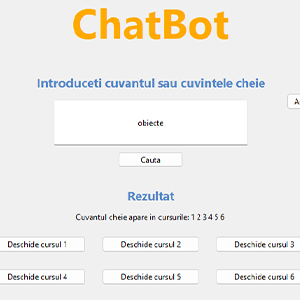 ChatBot
Introduceti cuvantul sau cuvintele cheie
obiecte
Cauta
Rezultat
Cuvantul cheie apare in cursurile: 1 2 3 4 5 6
Deschide cursul 1 Deschide cursul 2 Deschide cursul 3
Deschide cursul 4 Deschide cursul 5 Deschide cursul 6